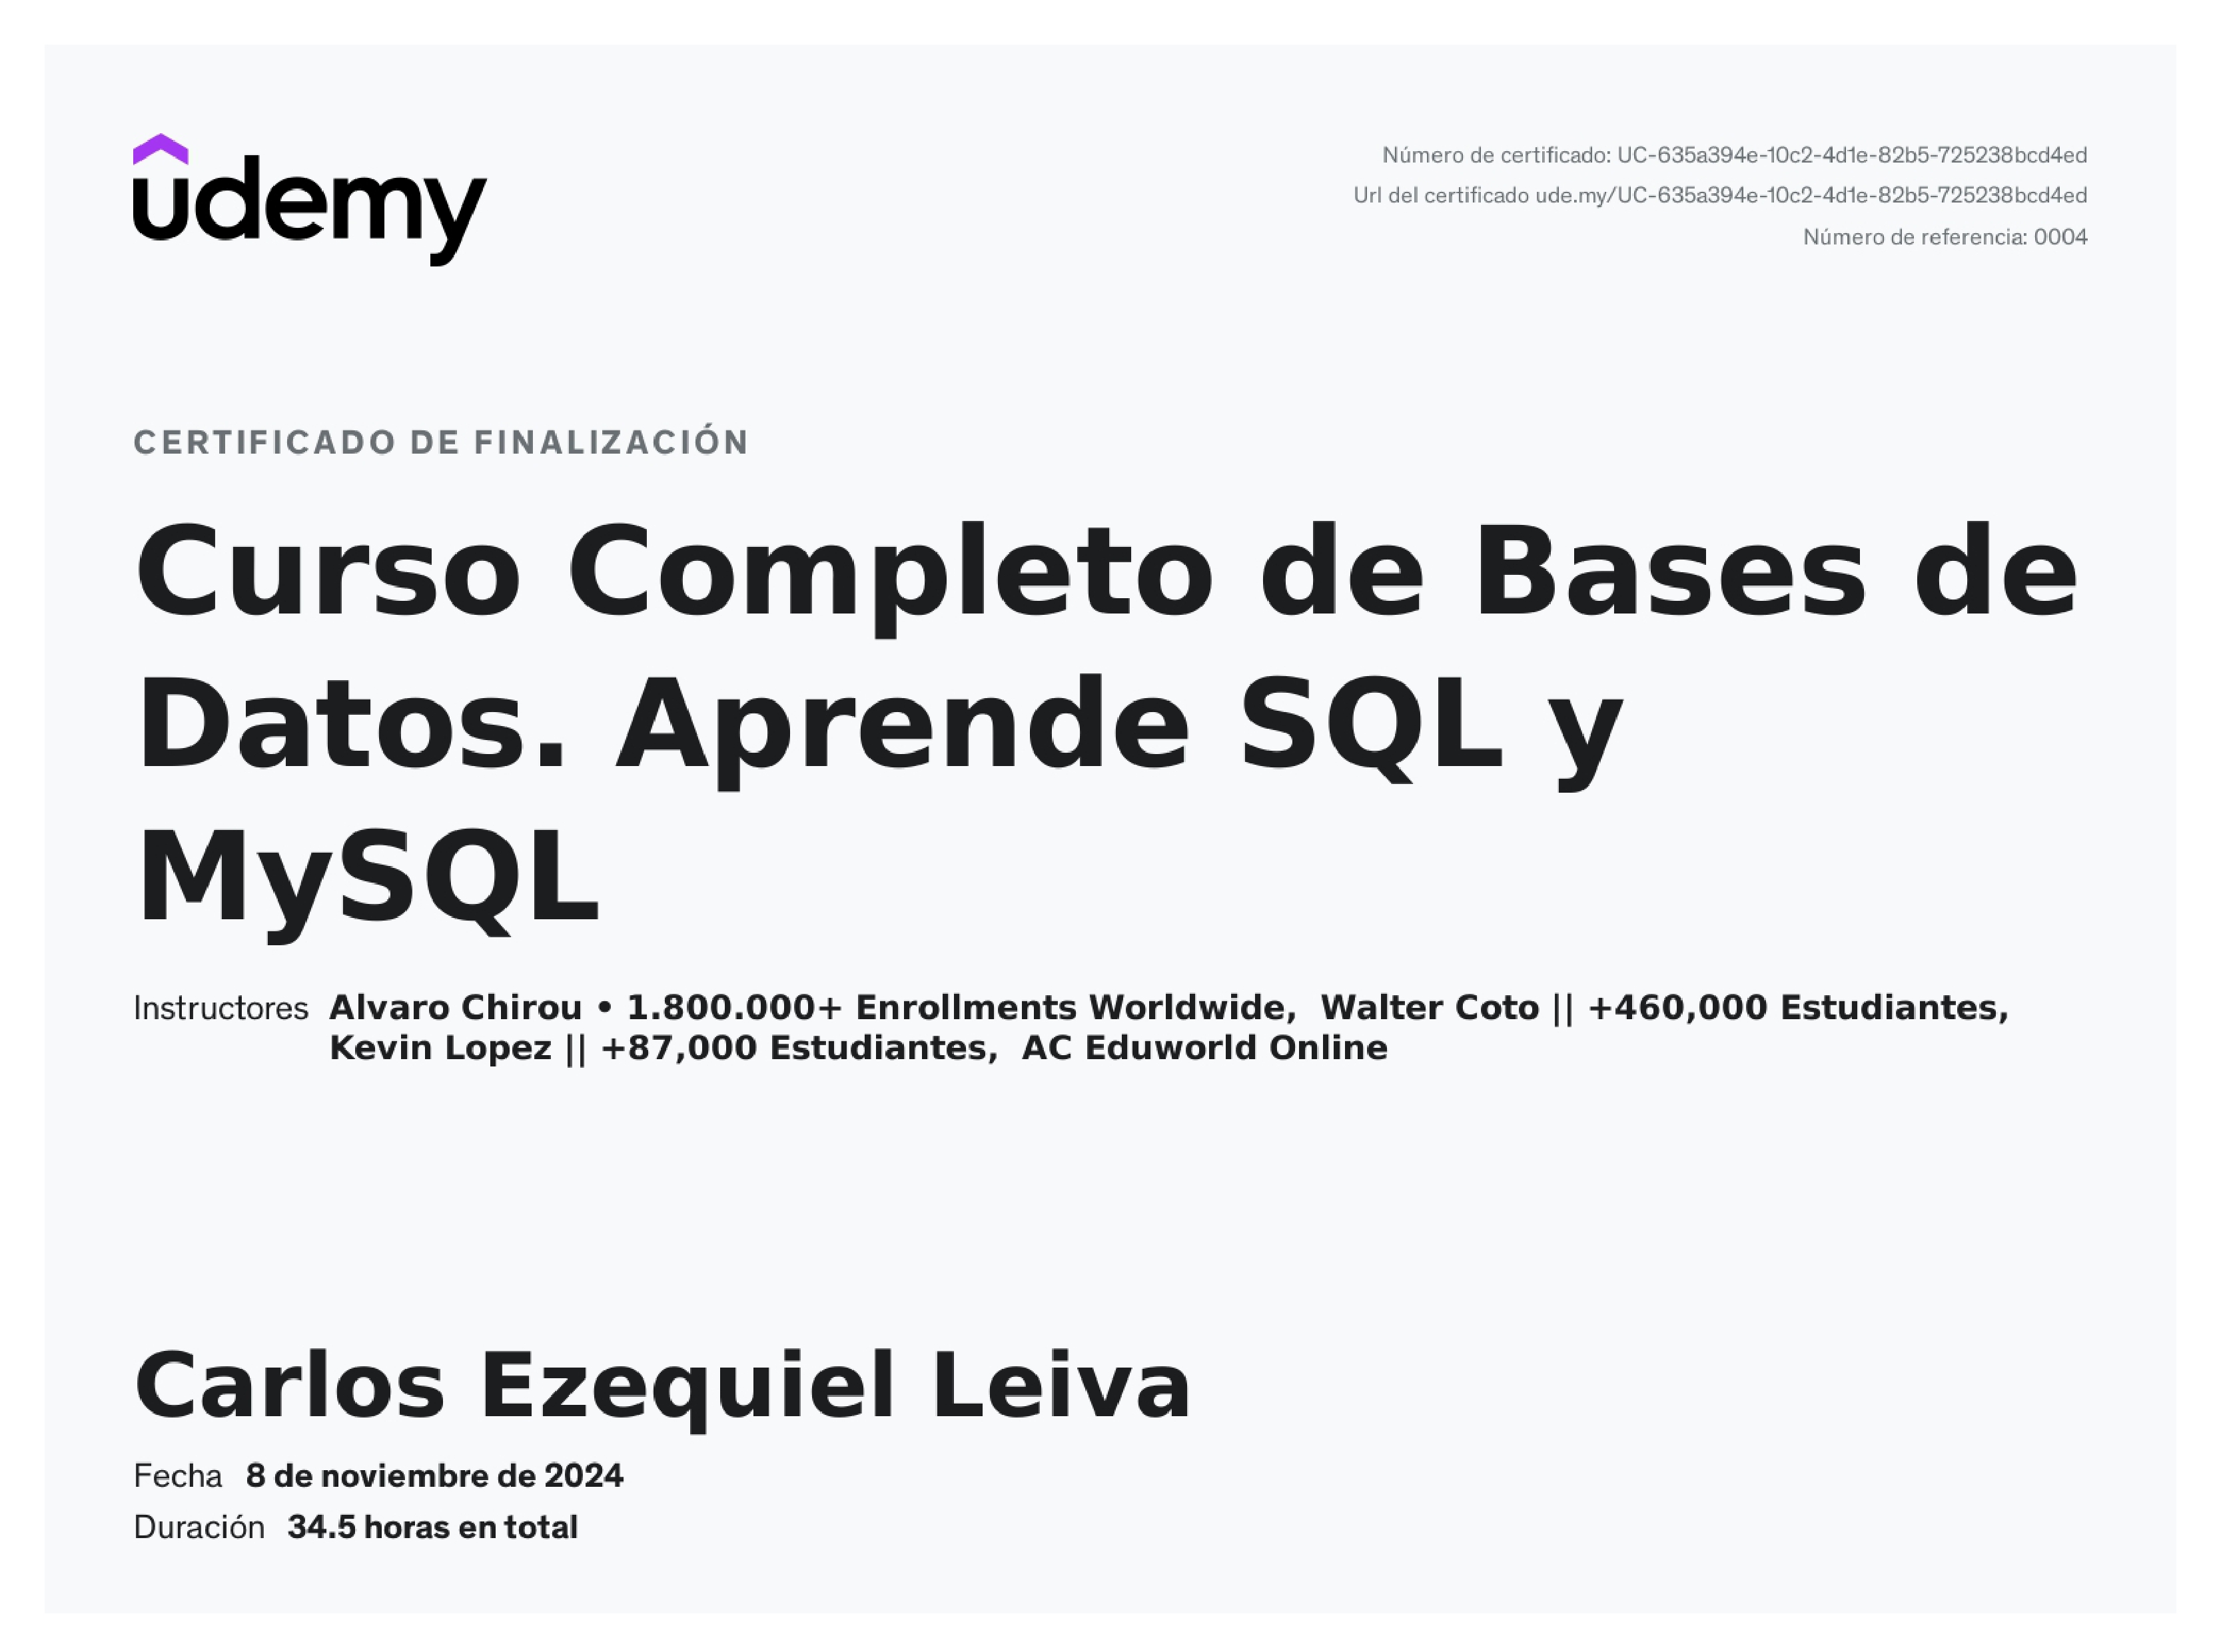 udemy
Número de certificado: UC-635a394e-10c2-4d1e-82b5-725238bcd4ed
Url del certificado ude.my/UC-635a394e-10c2-4d1e-82b5-725238bcd4ed
Número de referencia: 0004
CERTIFICADO DE FINALIZACIÓN
Curso Completo de Bases de
Datos. Aprende SQL y
MySQL
Instructores Alvaro Chirou • 1.800.000+ Enrollments Worldwide, Walter Coto || +460,000 Estudiantes,
Kevin Lopez || +87,000 Estudiantes, AC Eduworld Online
Carlos Ezequiel Leiva
Fecha 8 de noviembre de 2024
Duración 34.5 horas en total